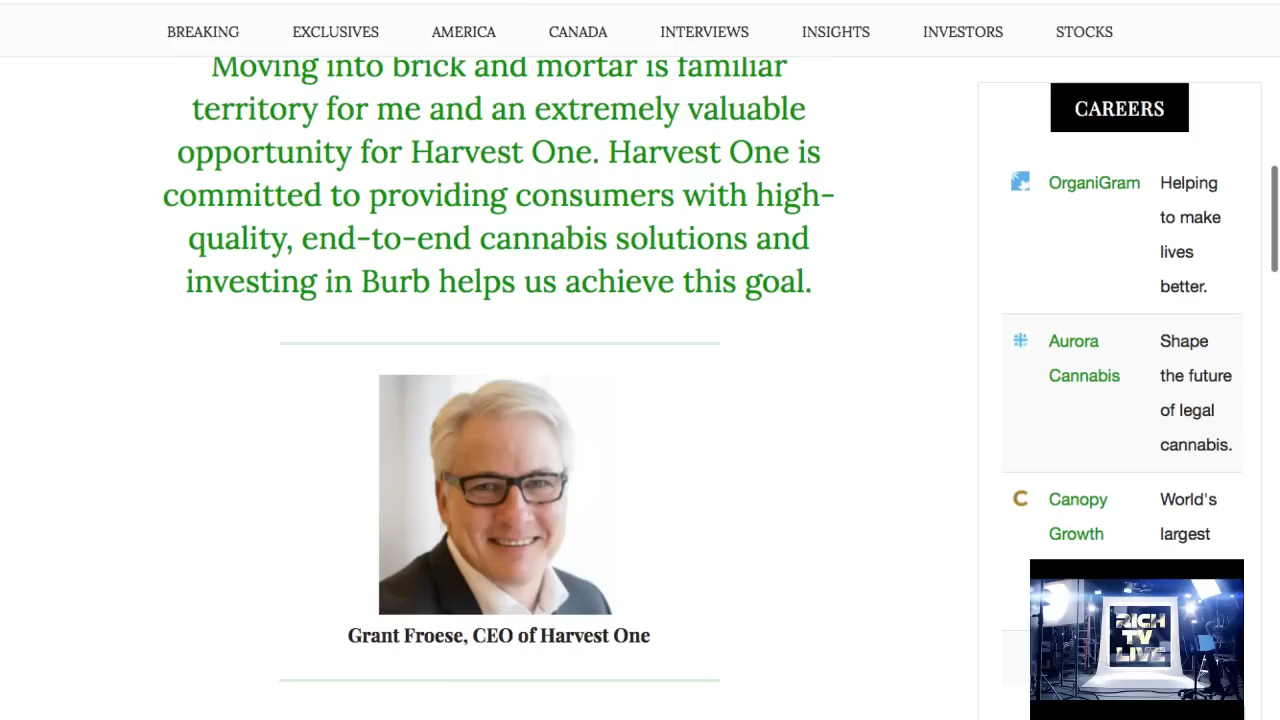 BREAKING EXCLUSIVES AMERICA CANADA INTERVIEWS INSIGHTS INVESTORS STOCKS
Moving into brick and mortar is familiar
territory for me and an extremely valuable
opportunity for Harvest One. Harvest One is
committed to providing consumers with high-
quality, end-to-end cannabis solutions and
investing in Burb helps us achieve this goal.
Grant Froese, CEO of Harvest One
CAREERS
OrganiGram Helping
to make
lives
better.
Aurora Shape
Cannabis the future
of legal
cannabis.
C
Canopy World's
Growth largest
RICH
TV
LIVE